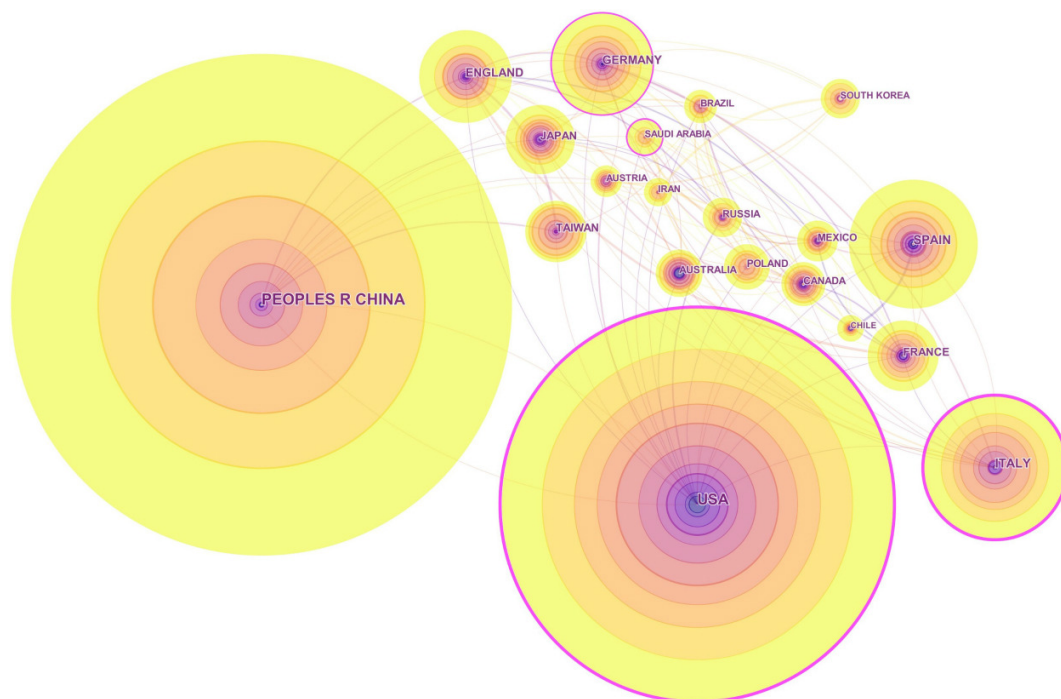 GERMANY
ENGLAND
SOUTH KOREA
BRAZIL
JAPAN
SAUDI ARABIA
AUSTRIA
IRAN
RUSSIA
TAIWAN
MEXICO
SPAIN
POLAND
AUSTRALIA
CANADA
PEOPLES R CHINA
CHILE
FRANCE
ITALY
USA